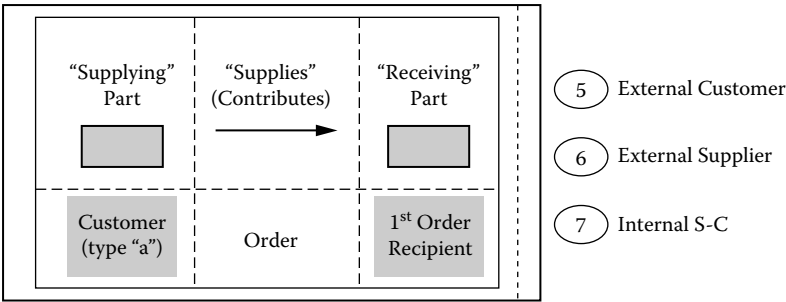 “Supplying”
Part
“Supplies”
(Contributes)
“Receiving”
Part
Customer
(type “a”)
Order
1st Order
Recipient
5 External Customer
6 External Supplier
7 Internal S-C